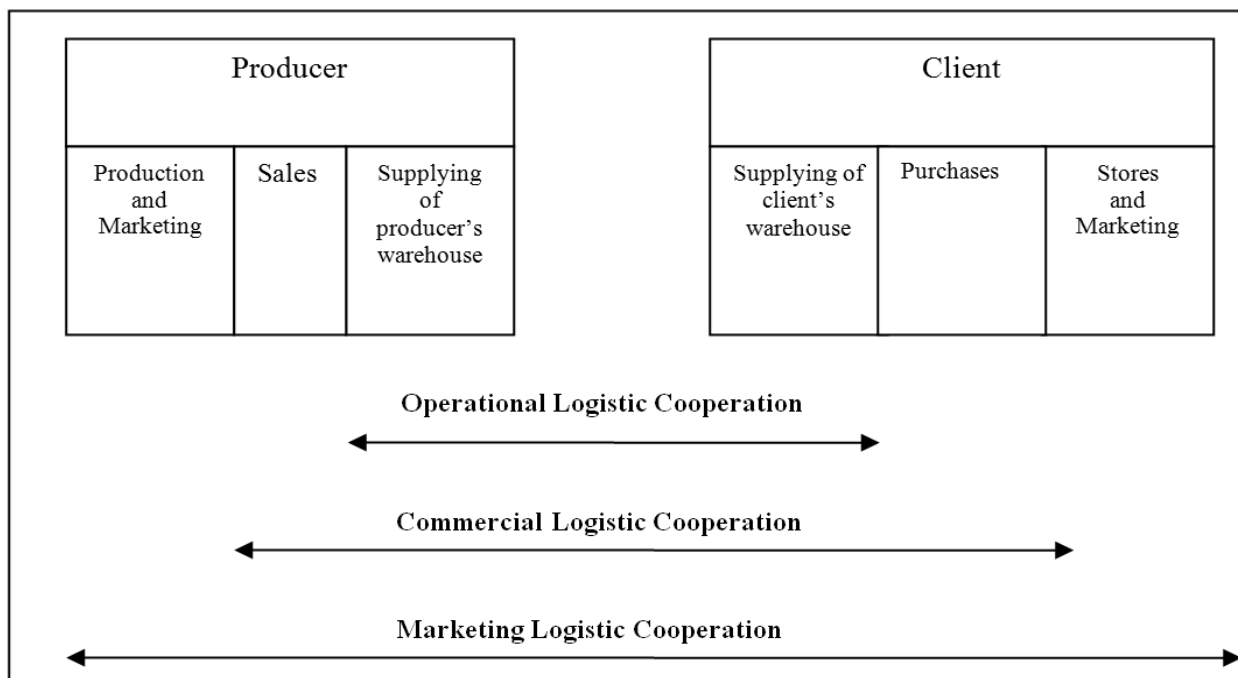 Producer
Client
Production
and
Marketing
Sales
Supplying
of
producer’s
warehouse
Supplying of
client’s
warehouse
Purchases
Stores
and
Marketing
Operational Logistic Cooperation
Commercial Logistic Cooperation
Marketing Logistic Cooperation